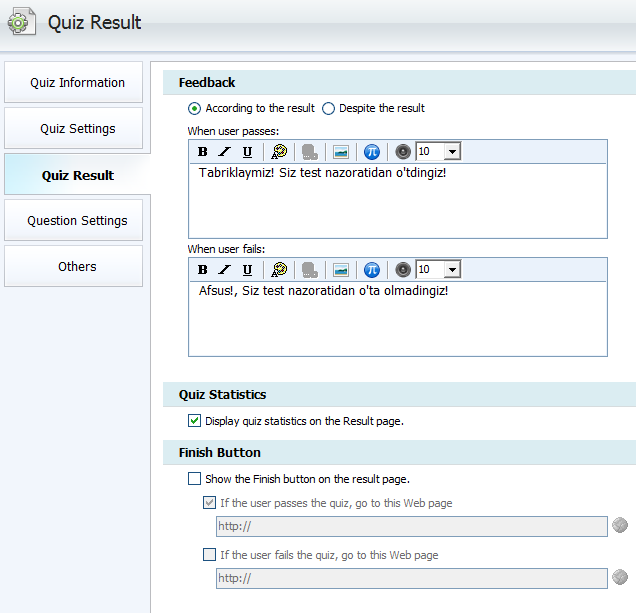 Quiz Result
Quiz Information
Quiz Settings
Quiz Result
Question Settings
Others
Feedback
According to the result Despite the result
When user passes:
B I U π 10
Tabriklaymiz! Siz test nazoratidan o'tdingiz!
When user fails:
B I U π 10
Afsus!, Siz test nazoratidan o'ta olmadingiz!
Quiz Statistics
Display quiz statistics on the Result page.
Finish Button
Show the Finish button on the result page.
If the user passes the quiz, go to this Web page
http://
If the user fails the quiz, go to this Web page
http://